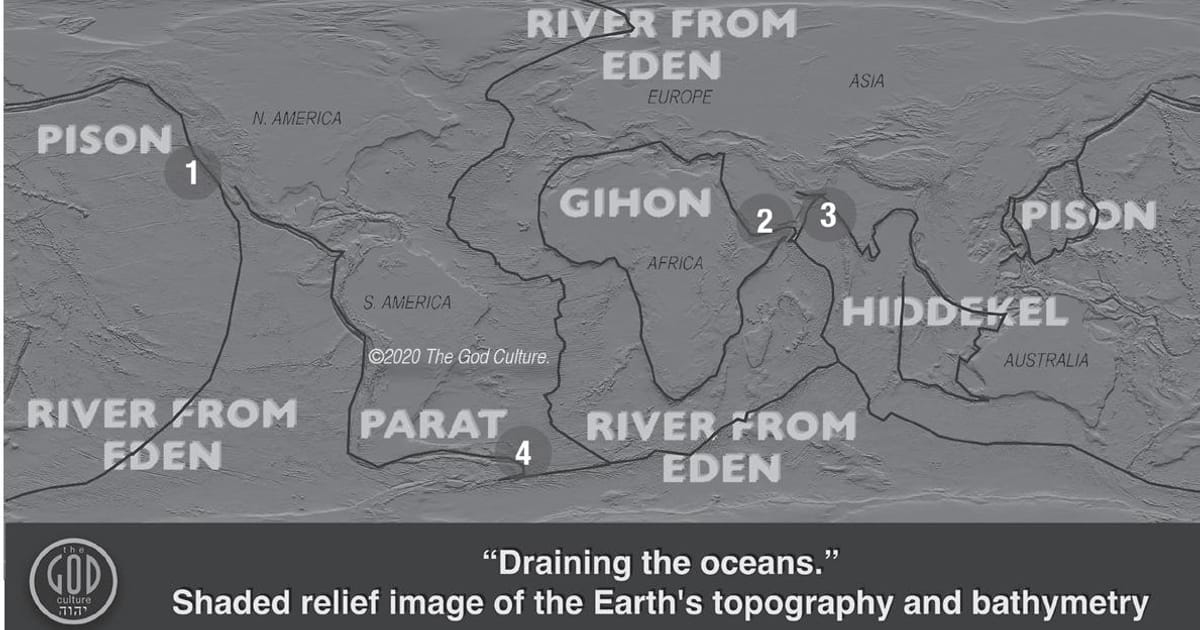 RIVER FROM
EDEN
EUROPE
ASIA
N. AMERICA
PISON
1
GIHON
2
3
PISON
AFRICA
S. AMERICA
HIDDEKEL
©2020 The God Culture.
AUSTRALIA
RIVER FROM
EDEN
PARAT
4
RIVER FROM
EDEN
the
GOD
culture
יהוה
“Draining the oceans.”
Shaded relief image of the Earth's topography and bathymetry